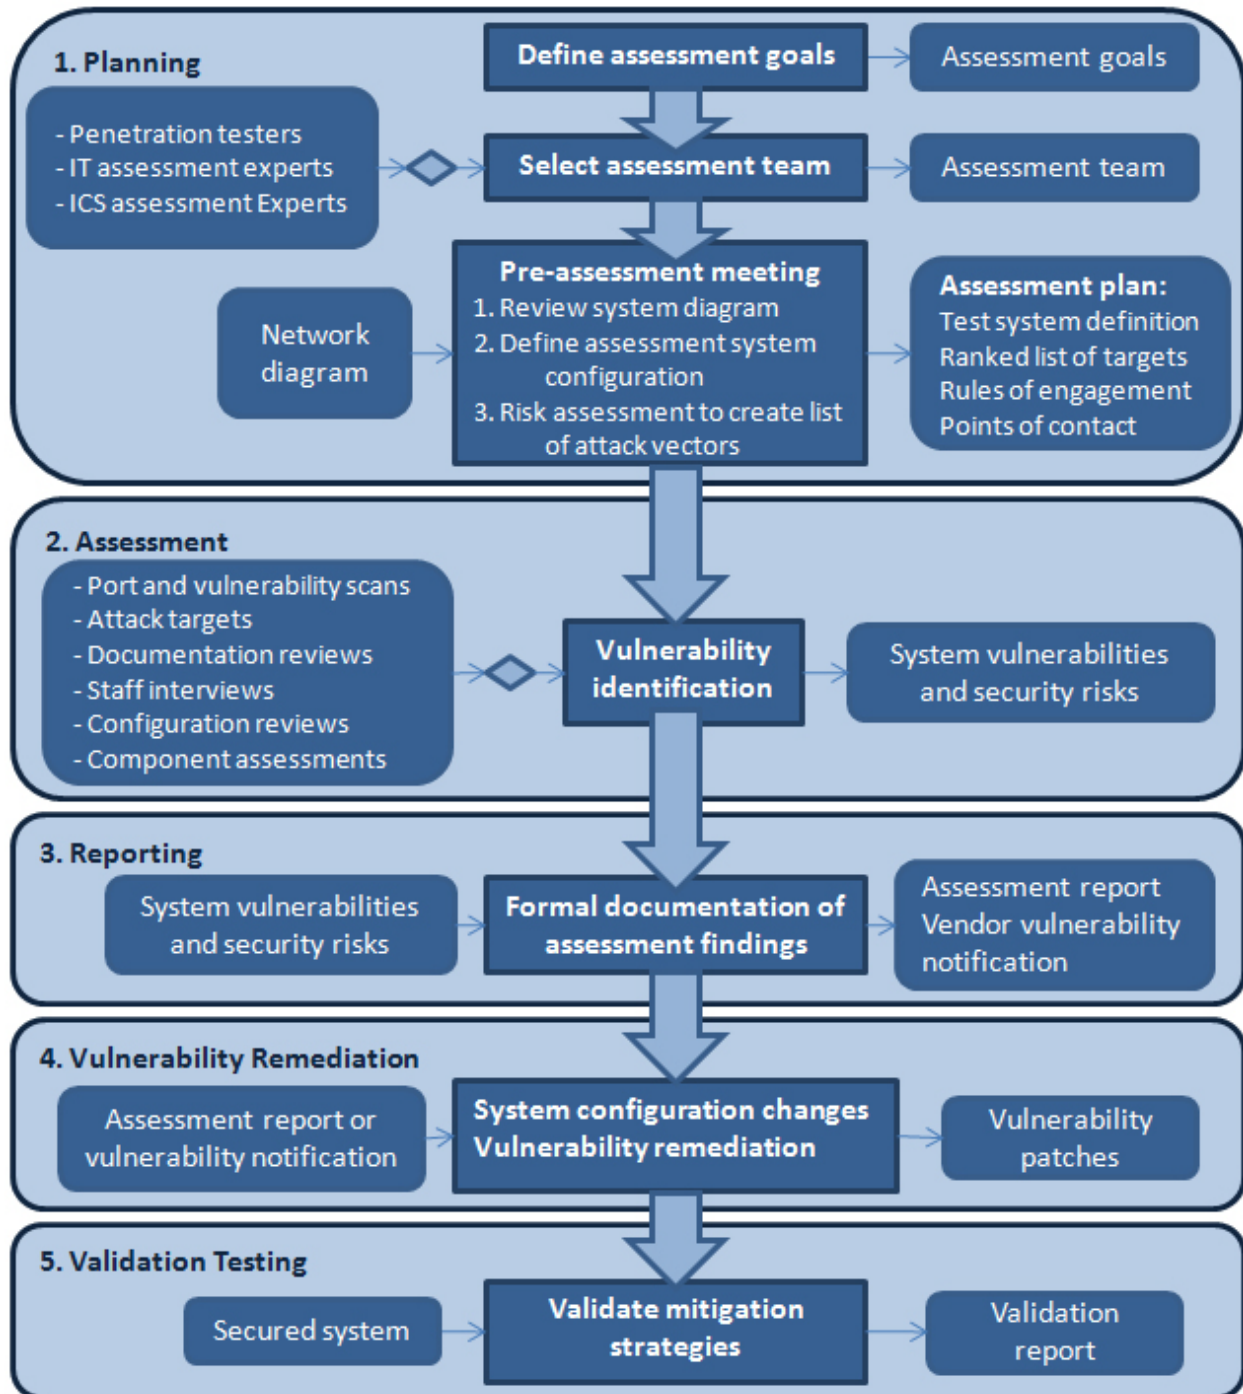 1. Planning
Define assessment goals
Assessment goals
- Penetration testers
- IT assessment experts
- ICS assessment Experts
Select assessment team
Assessment team
Network
diagram
Pre-assessment meeting
1. Review system diagram
2. Define assessment system
configuration
3. Risk assessment to create list
of attack vectors
Assessment plan:
Test system definition
Ranked list of targets
Rules of engagement
Points of contact
2. Assessment
- Port and vulnerability scans
- Attack targets
- Documentation reviews
- Staff interviews
- Configuration reviews
- Component assessments
Vulnerability
identification
System vulnerabilities
and security risks
3. Reporting
System vulnerabilities
and security risks
Formal documentation of
assessment findings
Assessment report
Vendor vulnerability
notification
4. Vulnerability Remediation
Assessment report or
vulnerability notification
System configuration changes
Vulnerability remediation
Vulnerability
patches
5. Validation Testing
Secured system
Validate mitigation
strategies
Validation
report